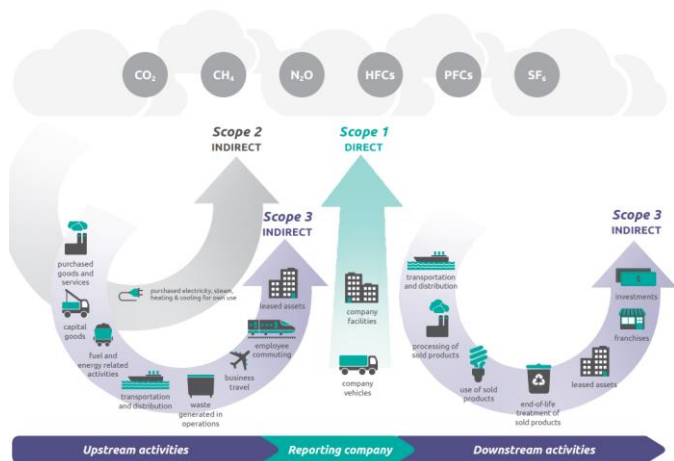 CO₂
CH₄
N₂O
HFCs
PFCs
SF₆
Scope 2
INDIRECT
Scope 1
DIRECT
Scope 3
INDIRECT
Scope 3
INDIRECT
purchased
goods and
services
capital
goods
fuel and
energy related
activities
purchased electricity, steam,
heating & cooling for own use
transportation
and distribution
waste
generated in
operations
business
travel
employee
commuting
leased assets
company
facilities
company
vehicles
transportation
and distribution
processing of
sold products
use of sold
products
end-of-life
treatment of
sold products
leased assets
franchises
investments
Upstream activities
Reporting company
Downstream activities